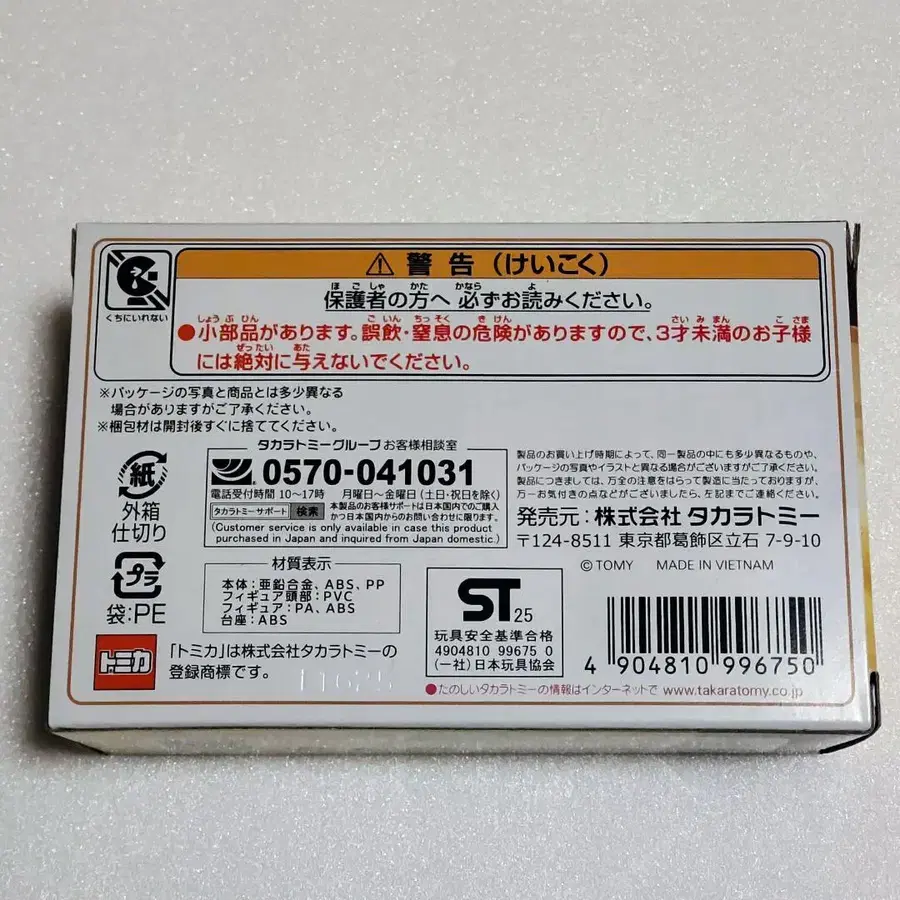 くちにいれない
⚠ 警告 (けいこく)
保護者の方へ 必ずお読みください。
●小部品があります。誤飲・窒息の危険がありますので、3才未満のお子様
には絶対に与えないでください。
※パッケージの写真と商品とは多少異なる
場合がありますがご了承ください。
※梱包材は開封後すぐに捨ててください。
紙
外箱
仕切り
プラ
袋:PE
タカラトミーグループ お客様相談室
0570-041031
電話受付時間 10〜17時 月曜日〜金曜日 (土日・祝日を除く)
タカラトミーサポート 検索 本製品のお客様サポートは日本国内でのご購入
かつ日本国内からのお問い合わせに限ります。
(Customer service is only available in case this product
purchased in Japan and inquired from Japan domestic.)
製品のお買い上げ時期によって、同一製品の中にも多少異なるものや、
パッケージの写真やイラストと異なる場合がございますがご了承ください。
製品につきましては、万全の注意をはらって製造に当たっておりますが、
万一お気付きの点などがございましたら、左記までご連絡ください。
発売元:株式会社 タカラトミー
〒124-8511 東京都葛飾区立石 7-9-10
© TOMY MADE IN VIETNAM
材質表示
本体:亜鉛合金、ABS、PP
フィギュア頭部:PVC
フィギュア:PA、ABS
台座:ABS
ST 25
玩具安全基準合格
4904810 99675 0
(一社)日本玩具協会
4 904810 996750
トミカ
「トミカ」は株式会社タカラトミーの
登録商標です。
●たのしいタカラトミーの情報はインターネットで www.takaratomy.co.jp